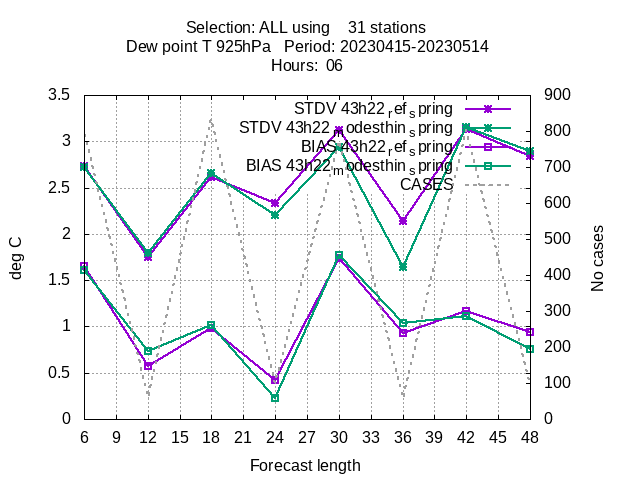 Selection: ALL using 31 stations
Dew point T 925hPa Period: 20230415-20230514
Hours: 06
3.5
3
2.5
2
1.5
1
0.5
0
deg C
900
800
700
600
500
400
300
200
100
0
No cases
STDV 43h22_ref_spring
STDV 43h22_modesthin_spring
BIAS 43h22_ref_spring
BIAS 43h22_modesthin_spring
CASES
6 9 12 15 18 21 24 27 30 33 36 39 42 45 48
Forecast length